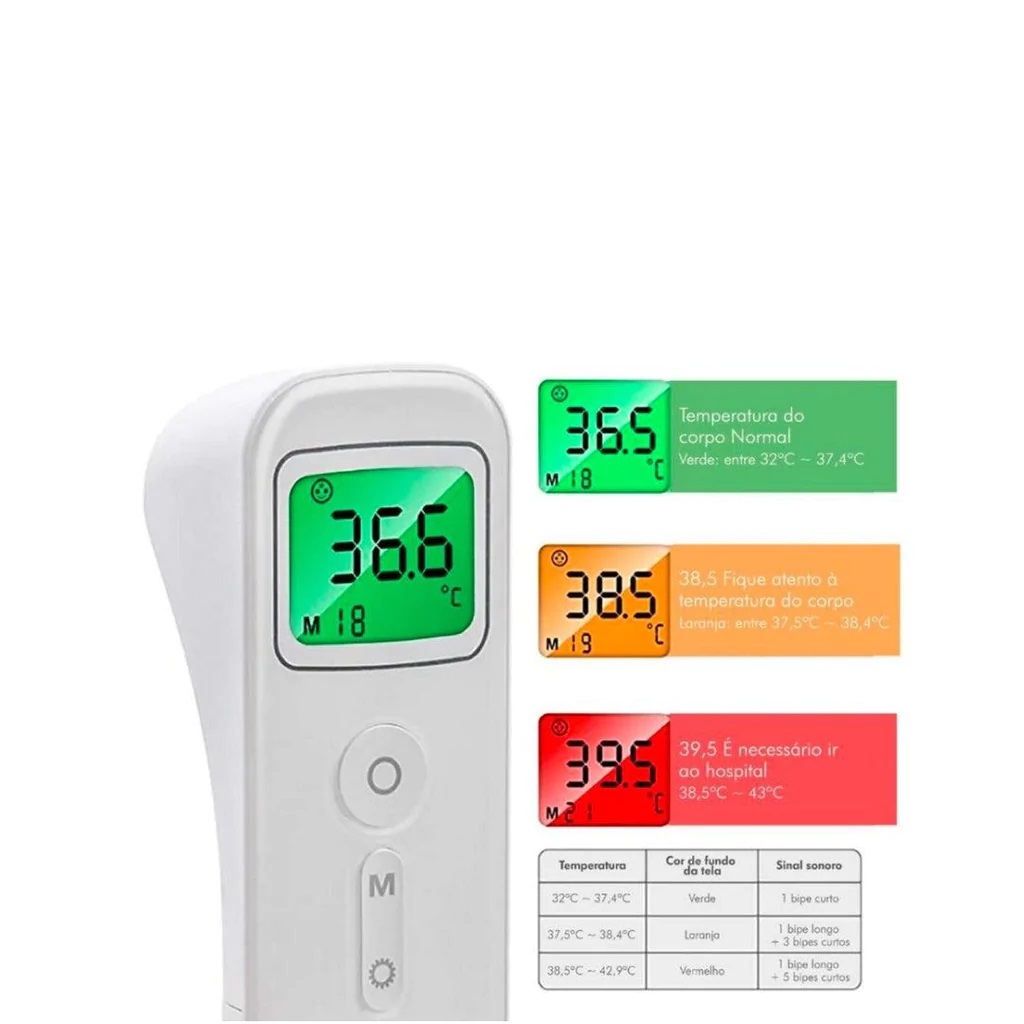 36.6
°C
M 18
M
36.5
°C
M 18
Temperatura do
corpo Normal
Verde: entre 32°C ~ 37,4°C
38.5
°C
M 19
38,5 Fique atento à
temperatura do corpo
Laranja: entre 37,5°C ~ 38,4°C
39.5
°C
M 21
39,5 É necessário ir
ao hospital
38,5°C ~ 43°C
Temperatura
Cor de fundo
da tela
Sinal sonoro
32°C ~ 37,4°C
Verde
1 bipe curto
37,5°C ~ 38,4°C
Laranja
1 bipe longo
+ 3 bipes curtos
38,5°C ~ 42,9°C
Vermelho
1 bipe longo
+ 5 bipes curtos